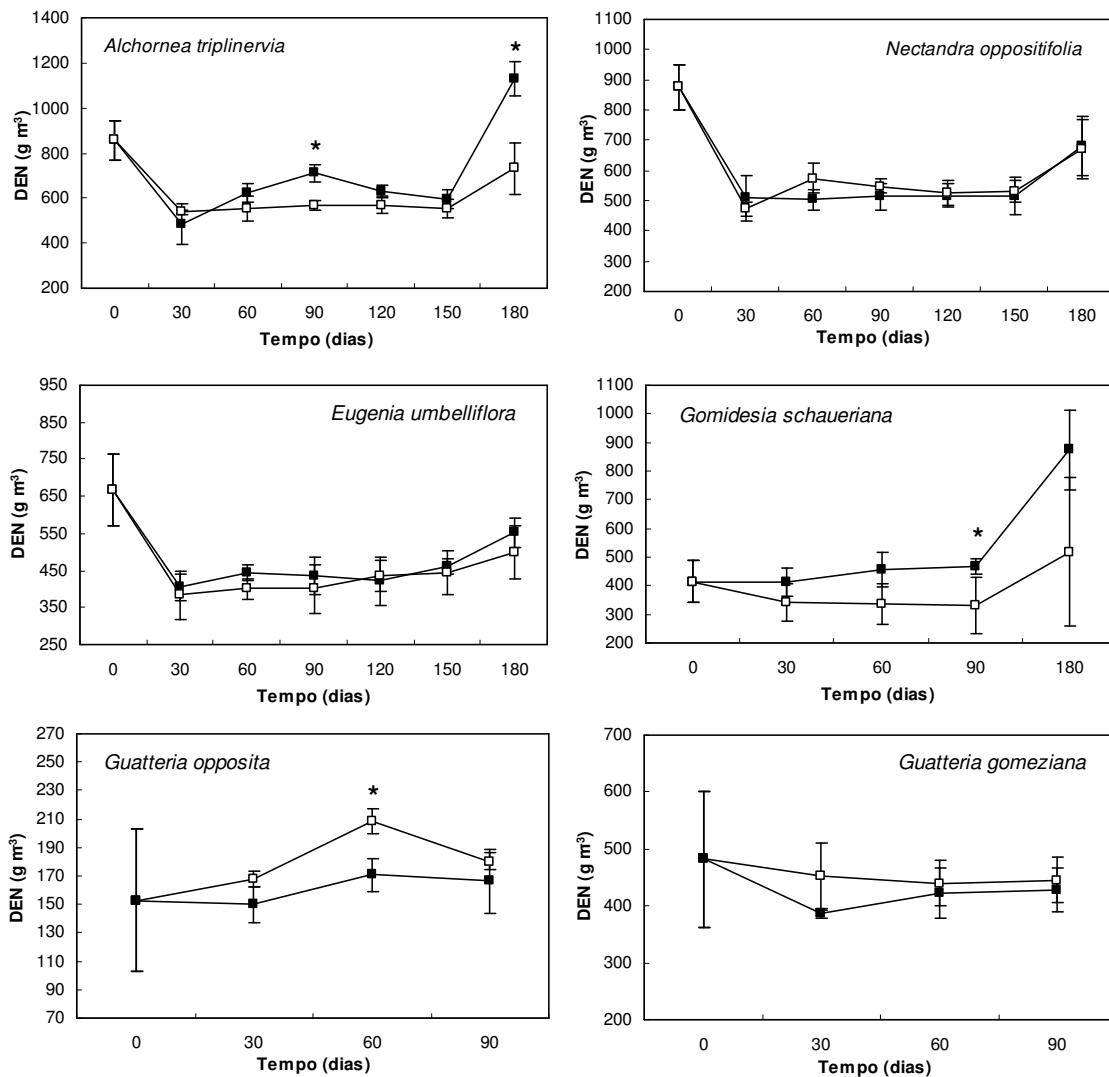 Alchornea triplinervia
*
*
DEN (g m³)
1400
1200
1000
800
600
400
200
0 30 60 90 120 150 180
Tempo (dias)
Nectandra oppositifolia
DEN (g m³)
1100
1000
900
800
700
600
500
400
300
200
0 30 60 90 120 150 180
Tempo (dias)
Eugenia umbelliflora
DEN (g m³)
950
850
750
650
550
450
350
250
0 30 60 90 120 150 180
Tempo (dias)
Gomidesia schaueriana
*
DEN (g m³)
1100
1000
900
800
700
600
500
400
300
200
0 30 60 90 180
Tempo (dias)
Guatteria opposita
*
DEN (g m³)
270
250
230
210
190
170
150
130
110
90
70
0 30 60 90
Tempo (dias)
Guatteria gomeziana
DEN (g m³)
700
600
500
400
300
200
0 30 60 90
Tempo (dias)